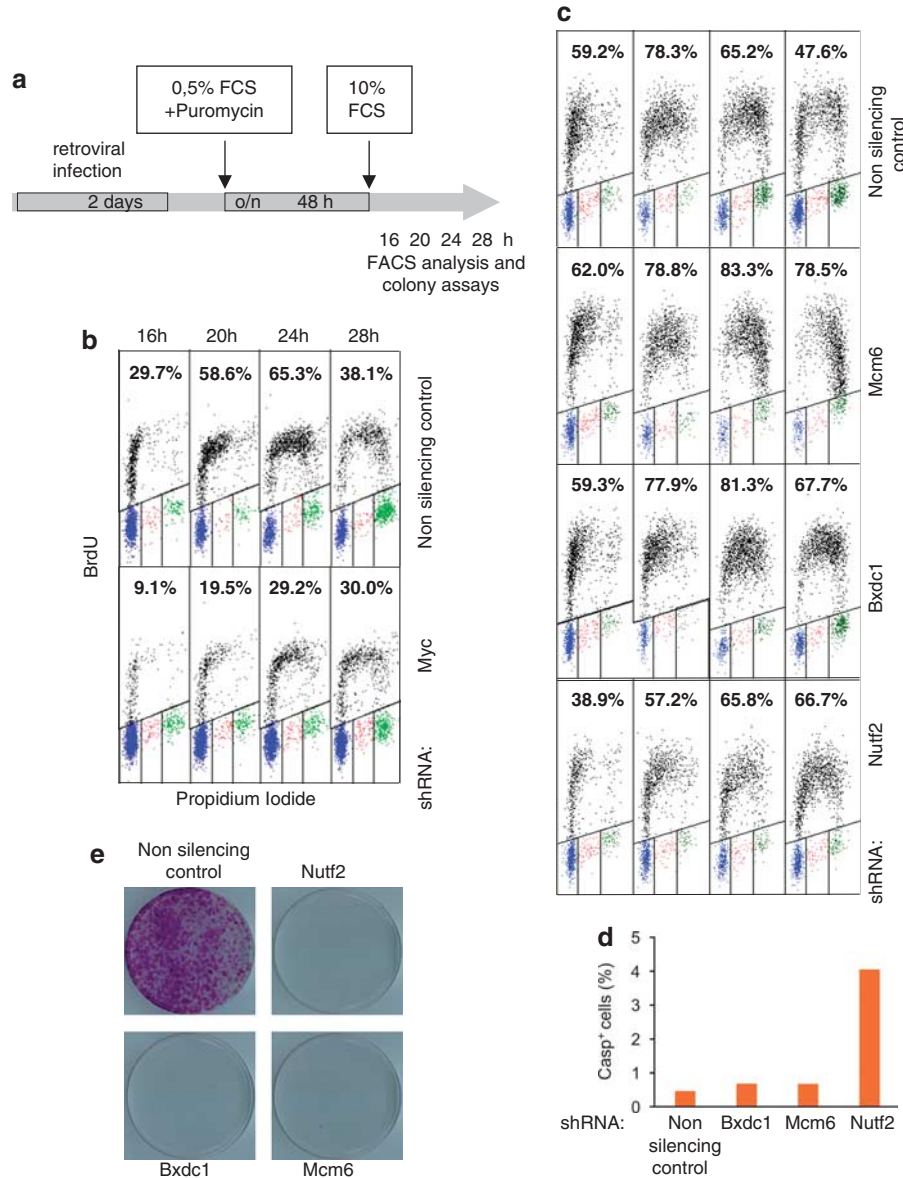 a
0,5% FCS
+Puromycin
10%
FCS
retroviral
infection
2 days
o/n
48 h
16 20 24 28 h
FACS analysis and
colony assays
b
16h 20h 24h 28h
29.7% 58.6% 65.3% 38.1%
Non silencing control
9.1% 19.5% 29.2% 30.0%
Myc
shRNA:
BrdU
Propidium Iodide
c
59.2% 78.3% 65.2% 47.6%
Non silencing
control
62.0% 78.8% 83.3% 78.5%
Mcm6
59.3% 77.9% 81.3% 67.7%
Bxdc1
38.9% 57.2% 65.8% 66.7%
Nutf2
shRNA:
d
Casp+ cells (%)
5
4
3
2
1
0
shRNA:
Non
silencing
control
Bxdc1
Mcm6
Nutf2
e
Non silencing
control
Nutf2
Bxdc1
Mcm6